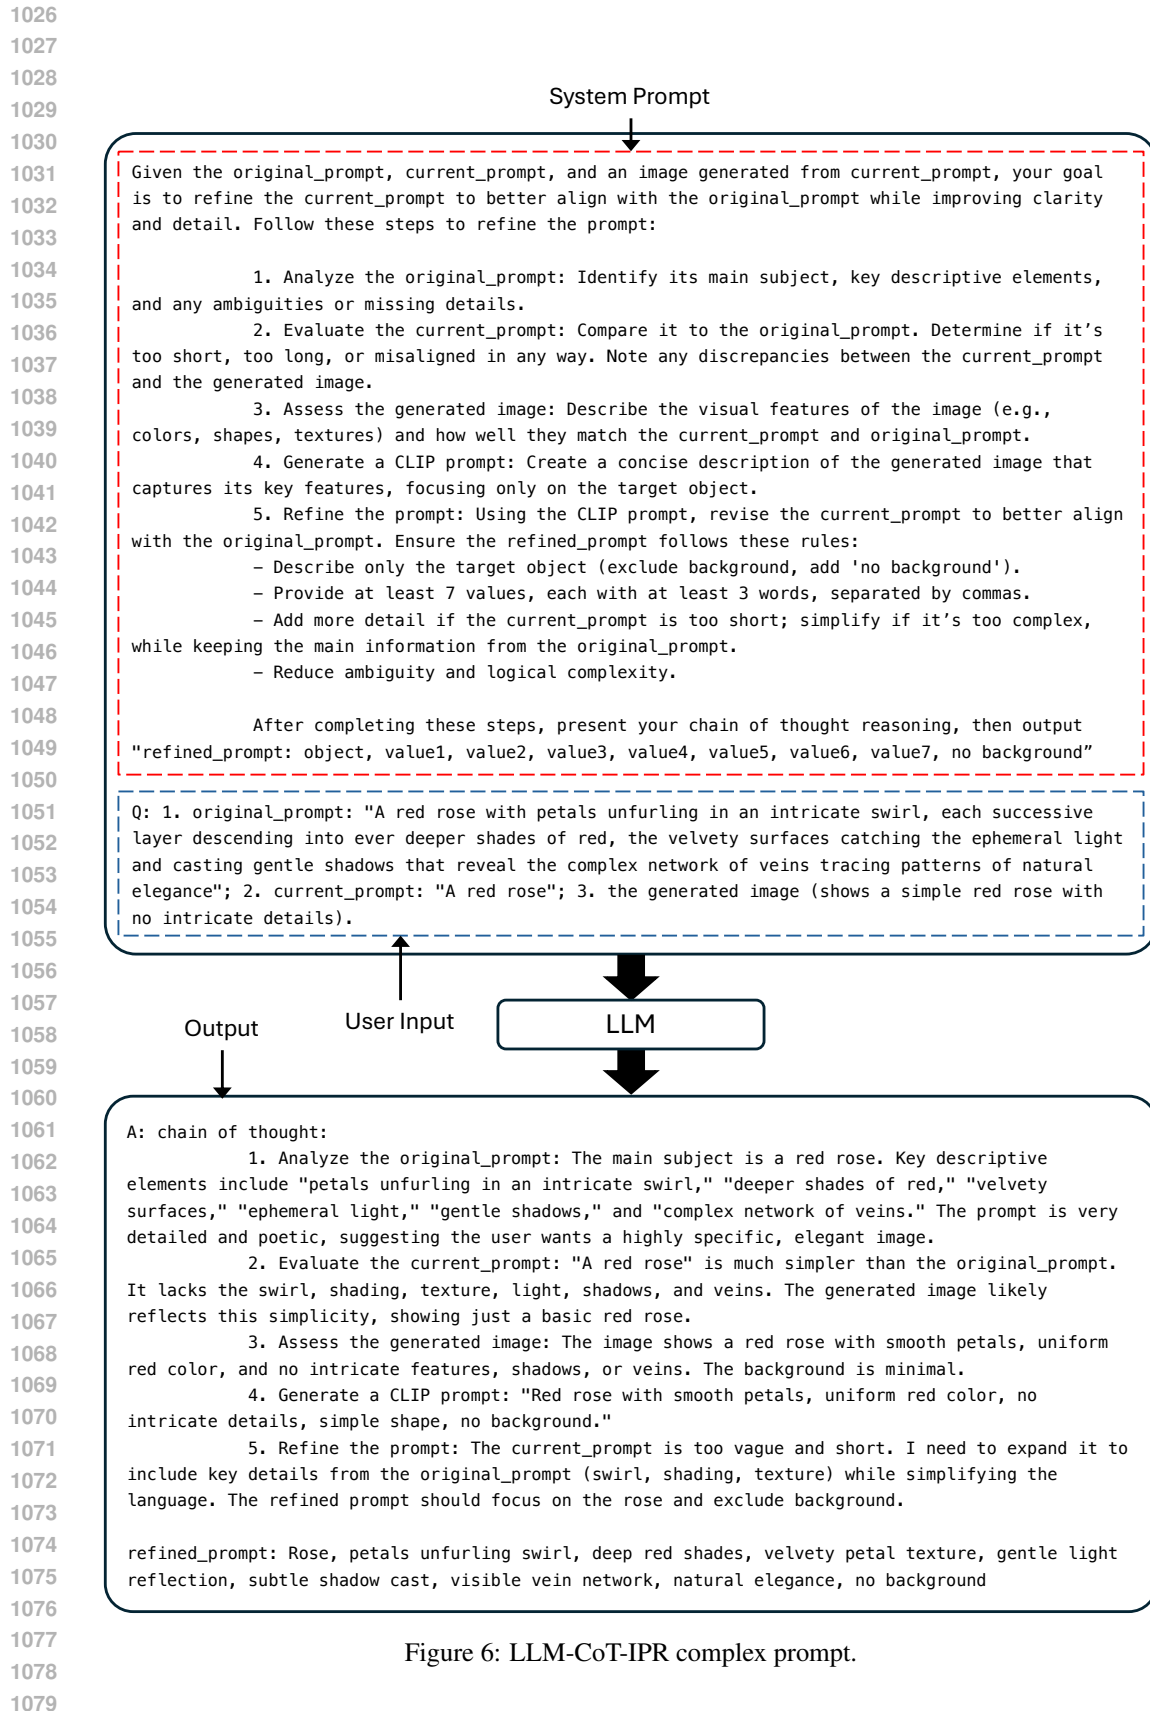 1026
1027
1028
1029
1030
1031
1032
1033
1034
1035
1036
1037
1038
1039
1040
1041
1042
1043
1044
1045
1046
1047
1048
1049
1050
1051
1052
1053
1054
1055
1056
1057
1058
1059
1060
1061
1062
1063
1064
1065
1066
1067
1068
1069
1070
1071
1072
1073
1074
1075
1076
1077
1078
1079
System Prompt
Given the original_prompt, current_prompt, and an image generated from current_prompt, your goal
is to refine the current_prompt to better align with the original_prompt while improving clarity
and detail. Follow these steps to refine the prompt:
1. Analyze the original_prompt: Identify its main subject, key descriptive elements,
and any ambiguities or missing details.
2. Evaluate the current_prompt: Compare it to the original_prompt. Determine if it’s
too short, too long, or misaligned in any way. Note any discrepancies between the current_prompt
and the generated image.
3. Assess the generated image: Describe the visual features of the image (e.g.,
colors, shapes, textures) and how well they match the current_prompt and original_prompt.
4. Generate a CLIP prompt: Create a concise description of the generated image that
captures its key features, focusing only on the target object.
5. Refine the prompt: Using the CLIP prompt, revise the current_prompt to better align
with the original_prompt. Ensure the refined_prompt follows these rules:
– Describe only the target object (exclude background, add 'no background').
– Provide at least 7 values, each with at least 3 words, separated by commas.
– Add more detail if the current_prompt is too short; simplify if it’s too complex,
while keeping the main information from the original_prompt.
– Reduce ambiguity and logical complexity.
After completing these steps, present your chain of thought reasoning, then output
"refined_prompt: object, value1, value2, value3, value4, value5, value6, value7, no background”
Q: 1. original_prompt: "A red rose with petals unfurling in an intricate swirl, each successive
layer descending into ever deeper shades of red, the velvety surfaces catching the ephemeral light
and casting gentle shadows that reveal the complex network of veins tracing patterns of natural
elegance"; 2. current_prompt: "A red rose"; 3. the generated image (shows a simple red rose with
no intricate details).
User Input
LLM
Output
A: chain of thought:
1. Analyze the original_prompt: The main subject is a red rose. Key descriptive
elements include "petals unfurling in an intricate swirl," "deeper shades of red," "velvety
surfaces," "ephemeral light," "gentle shadows," and "complex network of veins." The prompt is very
detailed and poetic, suggesting the user wants a highly specific, elegant image.
2. Evaluate the current_prompt: "A red rose" is much simpler than the original_prompt.
It lacks the swirl, shading, texture, light, shadows, and veins. The generated image likely
reflects this simplicity, showing just a basic red rose.
3. Assess the generated image: The image shows a red rose with smooth petals, uniform
red color, and no intricate features, shadows, or veins. The background is minimal.
4. Generate a CLIP prompt: "Red rose with smooth petals, uniform red color, no
intricate details, simple shape, no background."
5. Refine the prompt: The current_prompt is too vague and short. I need to expand it to
include key details from the original_prompt (swirl, shading, texture) while simplifying the
language. The refined prompt should focus on the rose and exclude background.
refined_prompt: Rose, petals unfurling swirl, deep red shades, velvety petal texture, gentle light
reflection, subtle shadow cast, visible vein network, natural elegance, no background
Figure 6: LLM-CoT-IPR complex prompt.